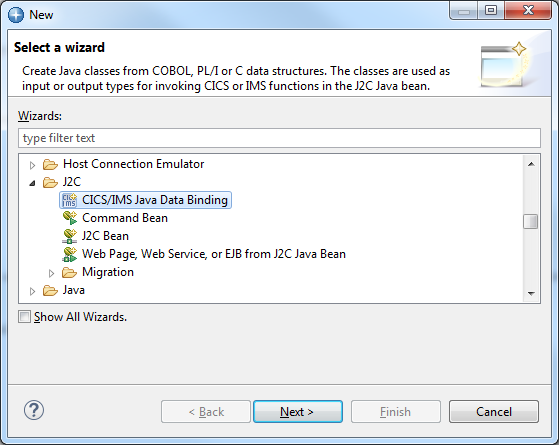 New
Select a wizard
Create Java classes from COBOL, PL/I or C data structures. The classes are used as
input or output types for invoking CICS or IMS functions in the J2C Java bean.
Wizards:
type filter text
Host Connection Emulator
J2C
CICS/IMS Java Data Binding
Command Bean
J2C Bean
Web Page, Web Service, or EJB from J2C Java Bean
Migration
Java
Show All Wizards.
?
< Back
Next >
Finish
Cancel